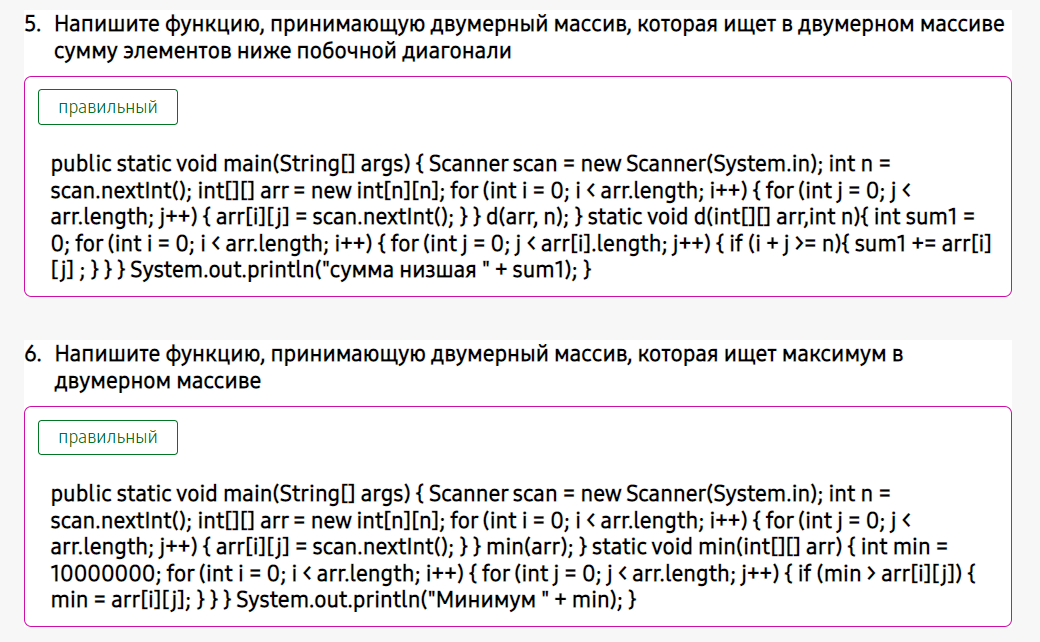 5. Напишите функцию, принимающую двумерный массив, которая ищет в двумерном массиве
сумму элементов ниже побочной диагонали
правильный
public static void main(String[] args) { Scanner scan = new Scanner(System.in); int n =
scan.nextInt(); int[][] arr = new int[n][n]; for (int i = 0; i < arr.length; i++) { for (int j = 0; j <
arr.length; j++) { arr[i][j] = scan.nextInt(); } } d(arr, n); } static void d(int[][] arr,int n){ int sum1 =
0; for (int i = 0; i < arr.length; i++) { for (int j = 0; j < arr[i].length; j++) { if (i + j >= n){ sum1 += arr[i]
[j] ; } } } System.out.println("сумма низшая " + sum1); }
6. Напишите функцию, принимающую двумерный массив, которая ищет максимум в
двумерном массиве
правильный
public static void main(String[] args) { Scanner scan = new Scanner(System.in); int n =
scan.nextInt(); int[][] arr = new int[n][n]; for (int i = 0; i < arr.length; i++) { for (int j = 0; j <
arr.length; j++) { arr[i][j] = scan.nextInt(); } } min(arr); } static void min(int[][] arr) { int min =
10000000; for (int i = 0; i < arr.length; i++) { for (int j = 0; j < arr.length; j++) { if (min > arr[i][j]) {
min = arr[i][j]; } } } System.out.println("Минимум " + min); }